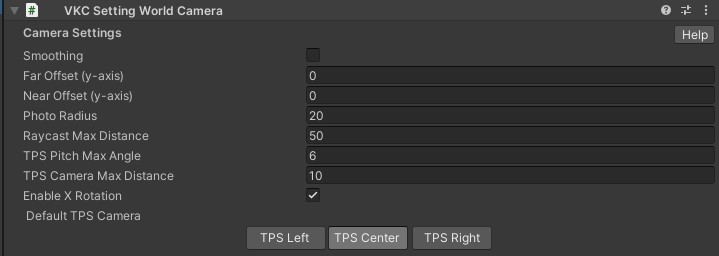 # VKC Setting World Camera
Camera Settings
Help
Smoothing
Far Offset (y-axis) 0
Near Offset (y-axis) 0
Photo Radius 20
Raycast Max Distance 50
TPS Pitch Max Angle 6
TPS Camera Max Distance 10
Enable X Rotation
Default TPS Camera
TPS Left TPS Center TPS Right